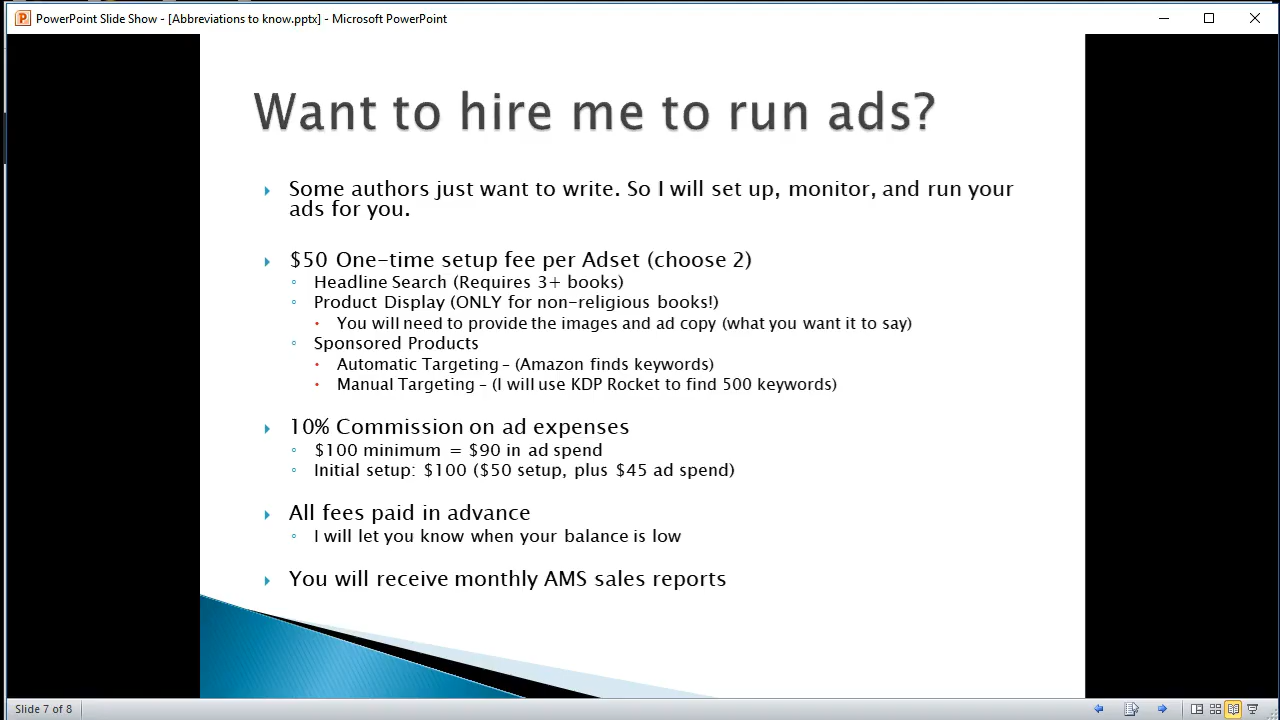 PowerPoint Slide Show - [Abbreviations to know.pptx] - Microsoft PowerPoint
Want to hire me to run ads?
Some authors just want to write. So I will set up, monitor, and run your
ads for you.
$50 One-time setup fee per Adset (choose 2)
Headline Search (Requires 3+ books)
Product Display (ONLY for non-religious books!)
You will need to provide the images and ad copy (what you want it to say)
Sponsored Products
Automatic Targeting – (Amazon finds keywords)
Manual Targeting – (I will use KDP Rocket to find 500 keywords)
10% Commission on ad expenses
$100 minimum = $90 in ad spend
Initial setup: $100 ($50 setup, plus $45 ad spend)
All fees paid in advance
I will let you know when your balance is low
You will receive monthly AMS sales reports
Slide 7 of 8